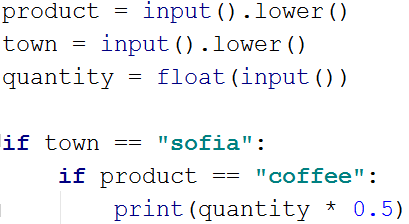 product = input().lower()
town = input().lower()
quantity = float(input())
if town == "sofia":
if product == "coffee":
print(quantity * 0.5)